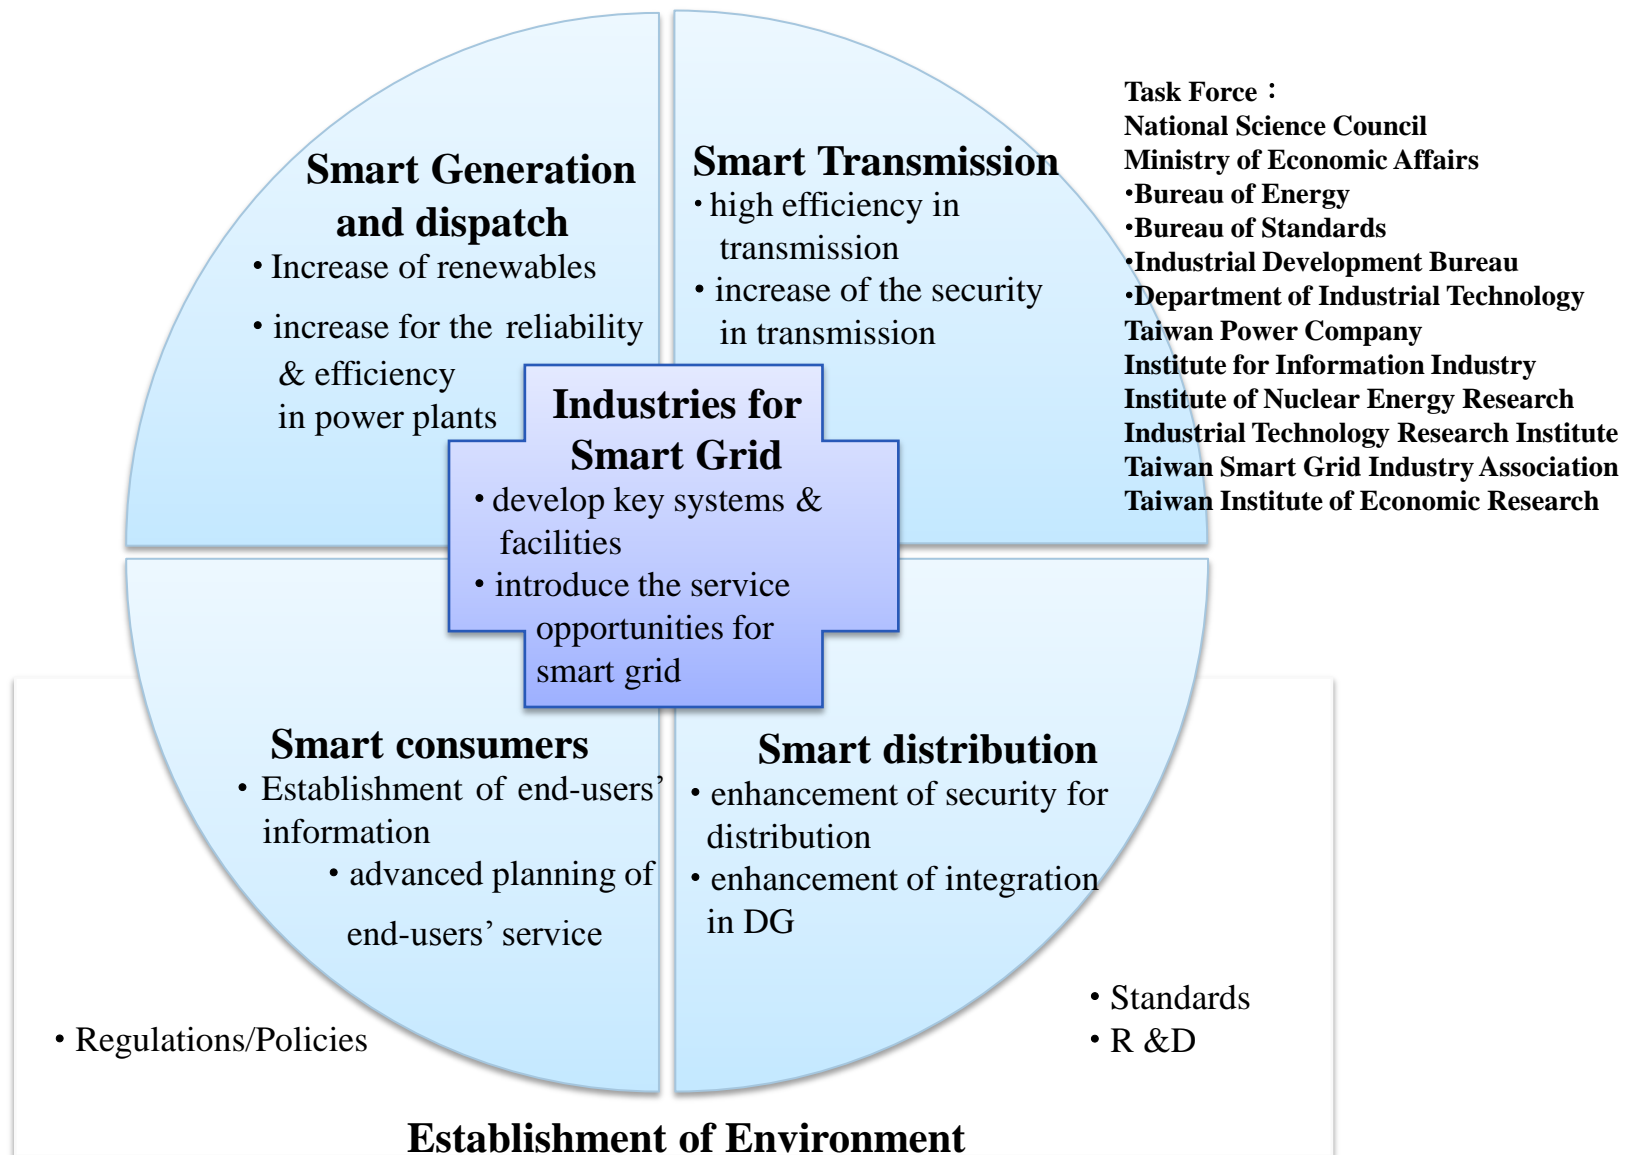 Smart Generation
and dispatch
・Increase of renewables
・increase for the reliability
& efficiency
in power plants
Smart Transmission
・high efficiency in
transmission
・increase of the security
in transmission
Task Force：
National Science Council
Ministry of Economic Affairs
・Bureau of Energy
・Bureau of Standards
・Industrial Development Bureau
・Department of Industrial Technology
Taiwan Power Company
Institute for Information Industry
Institute of Nuclear Energy Research
Industrial Technology Research Institute
Taiwan Smart Grid Industry Association
Taiwan Institute of Economic Research
Industries for
Smart Grid
・develop key systems &
facilities
・introduce the service
opportunities for
smart grid
Smart consumers
・Establishment of end-users’
information
・advanced planning of
end-users’ service
Smart distribution
・enhancement of security for
distribution
・enhancement of integration
in DG
・Regulations/Policies
・Standards
・R &D
Establishment of Environment